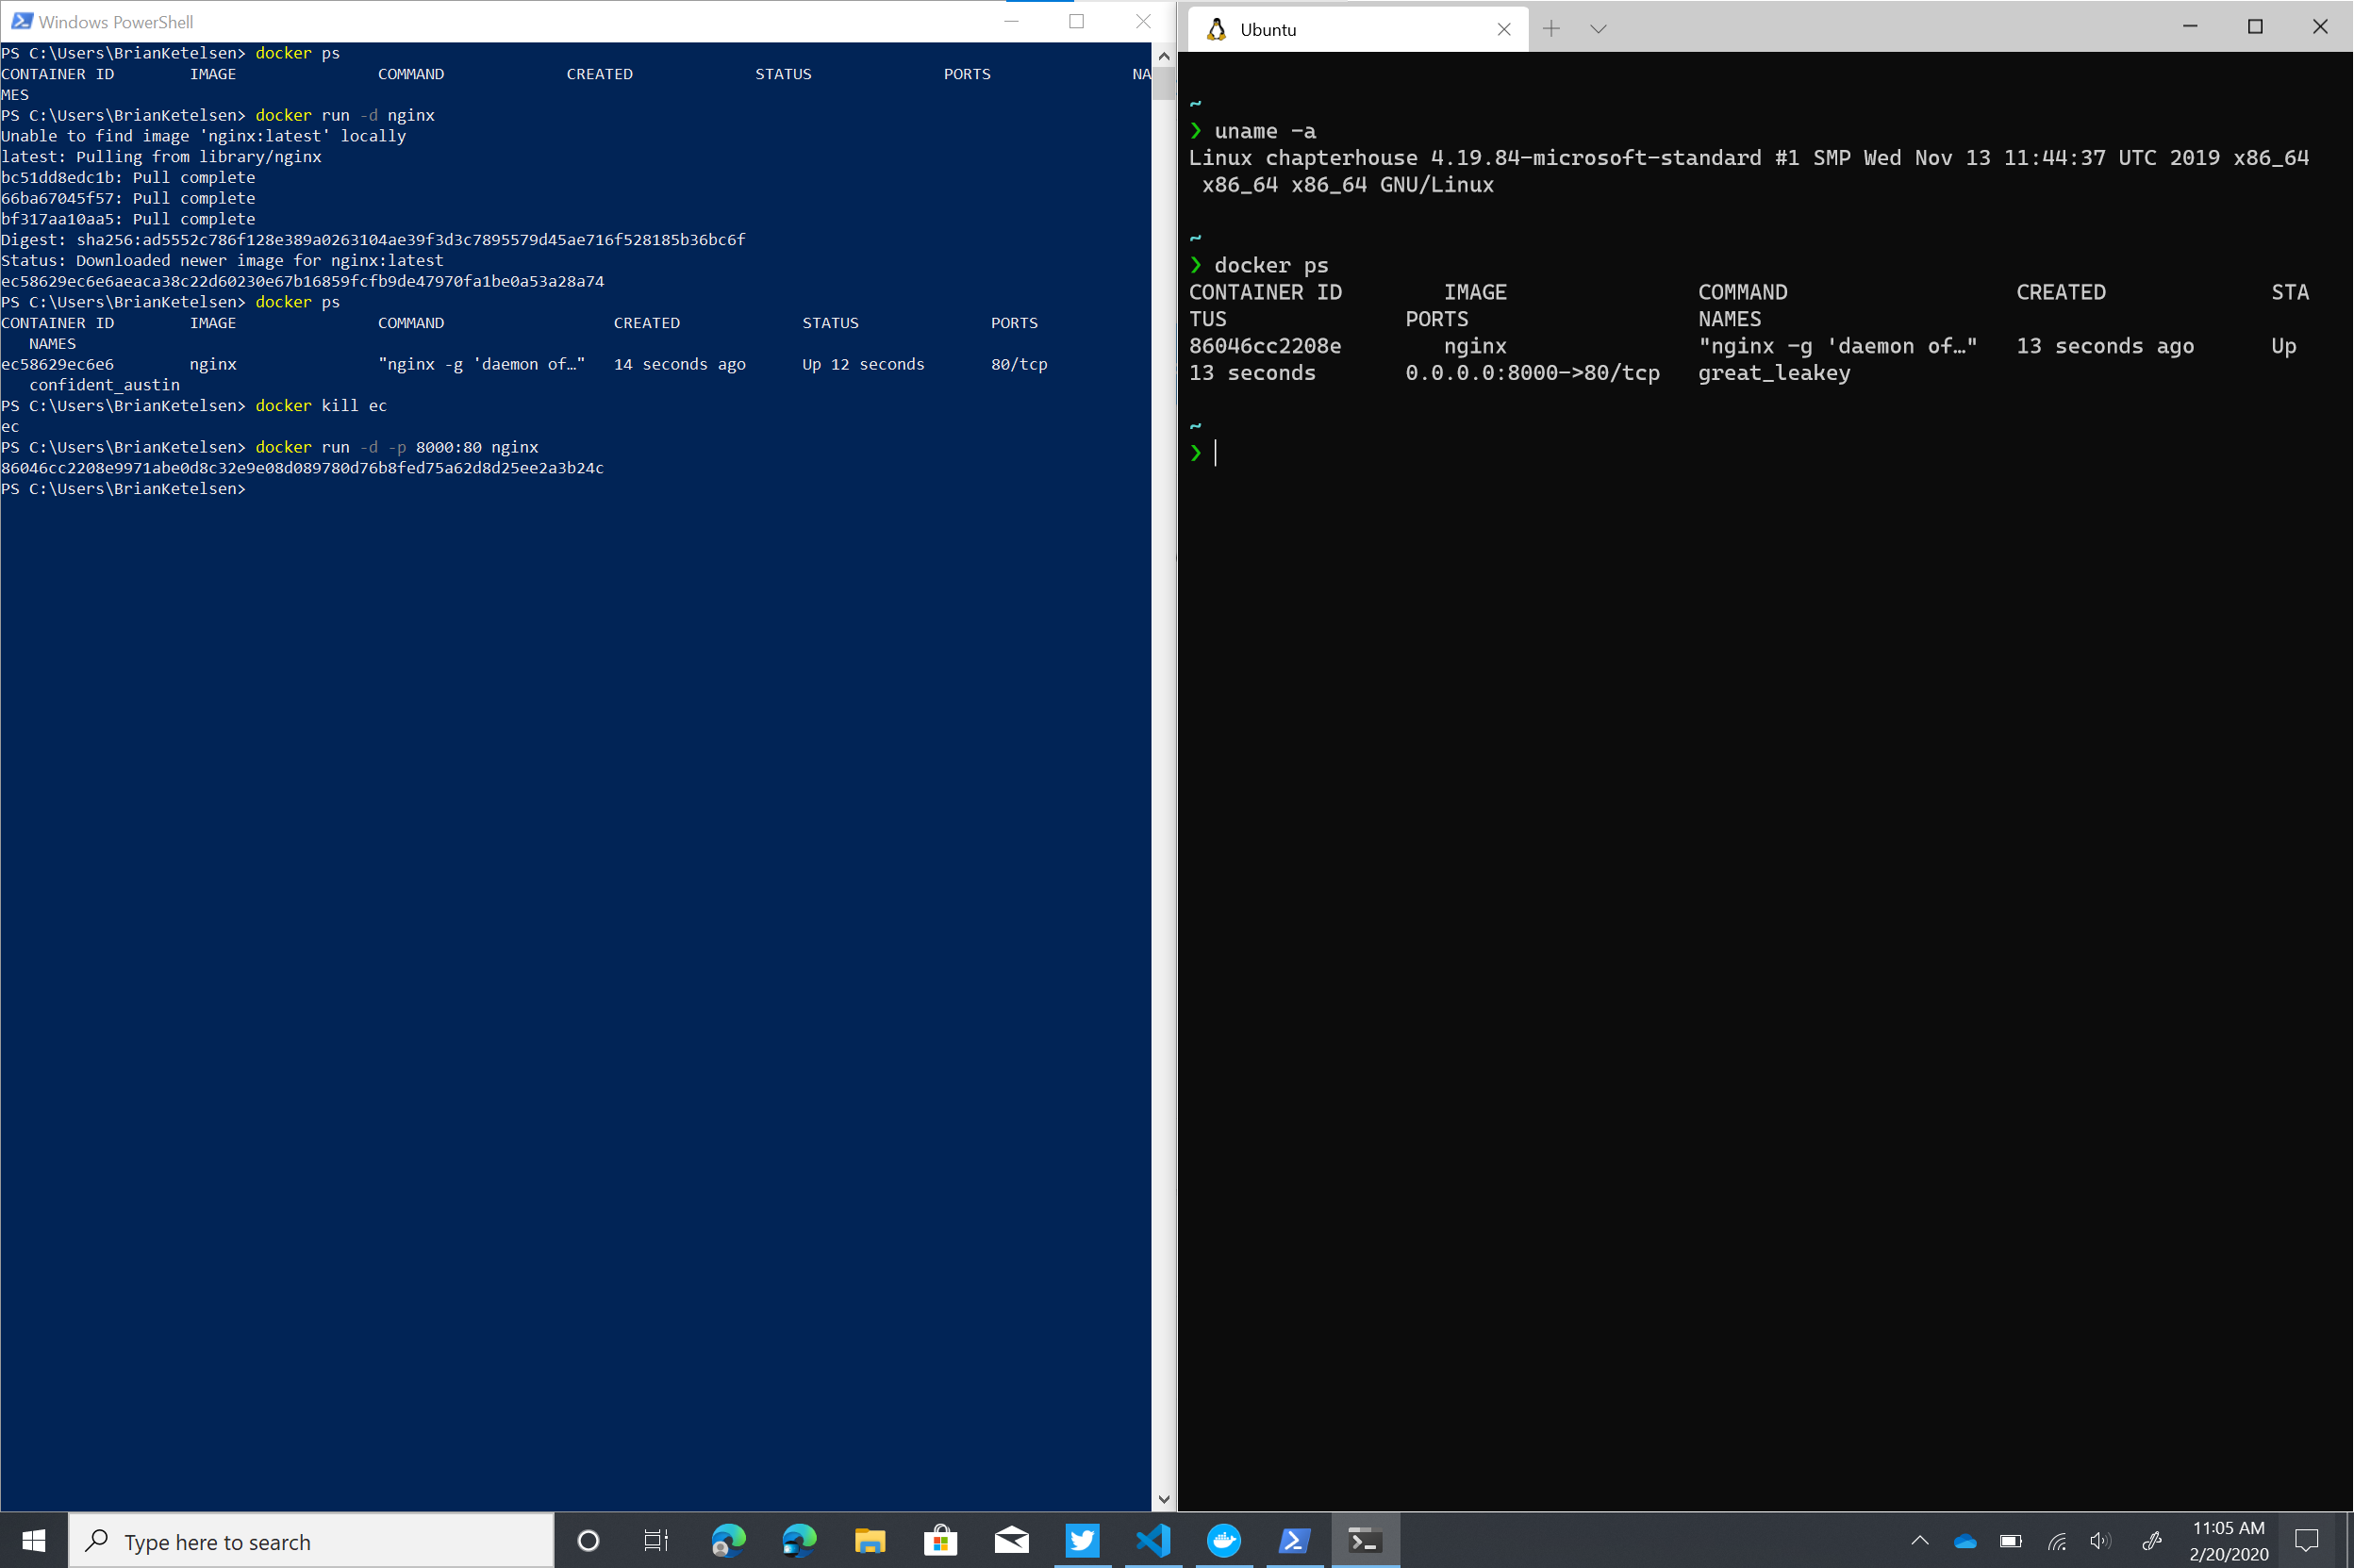 Windows PowerShell
PS C:\Users\BrianKetelsen> docker ps
CONTAINER ID        IMAGE               COMMAND             CREATED             STATUS              PORTS               NA
MES
PS C:\Users\BrianKetelsen> docker run -d nginx
Unable to find image 'nginx:latest' locally
latest: Pulling from library/nginx
bc51dd8edc1b: Pull complete
66ba67045f57: Pull complete
bf317aa10aa5: Pull complete
Digest: sha256:ad5552c786f128e389a0263104ae39f3d3c7895579d45ae716f528185b36bc6f
Status: Downloaded newer image for nginx:latest
ec58629ec6e6aeaca38c22d60230e67b16859fcfb9de47970fa1be0a53a28a74
PS C:\Users\BrianKetelsen> docker ps
CONTAINER ID        IMAGE               COMMAND                  CREATED             STATUS              PORTS
   NAMES
ec58629ec6e6        nginx               "nginx -g 'daemon of…"   14 seconds ago      Up 12 seconds       80/tcp
   confident_austin
PS C:\Users\BrianKetelsen> docker kill ec
ec
PS C:\Users\BrianKetelsen> docker run -d -p 8000:80 nginx
86046cc2208e9971abe0d8c32e9e08d089780d76b8fed75a62d8d25ee2a3b24c
PS C:\Users\BrianKetelsen>
Ubuntu
~
❯ uname -a
Linux chapterhouse 4.19.84-microsoft-standard #1 SMP Wed Nov 13 11:44:37 UTC 2019 x86_64
 x86_64 x86_64 GNU/Linux
~
❯ docker ps
CONTAINER ID        IMAGE               COMMAND                  CREATED             STA
TUS              PORTS                  NAMES
86046cc2208e        nginx               "nginx -g 'daemon of…"   13 seconds ago      Up
13 seconds       0.0.0.0:8000->80/tcp   great_leakey
~
❯
Type here to search
11:05 AM
2/20/2020